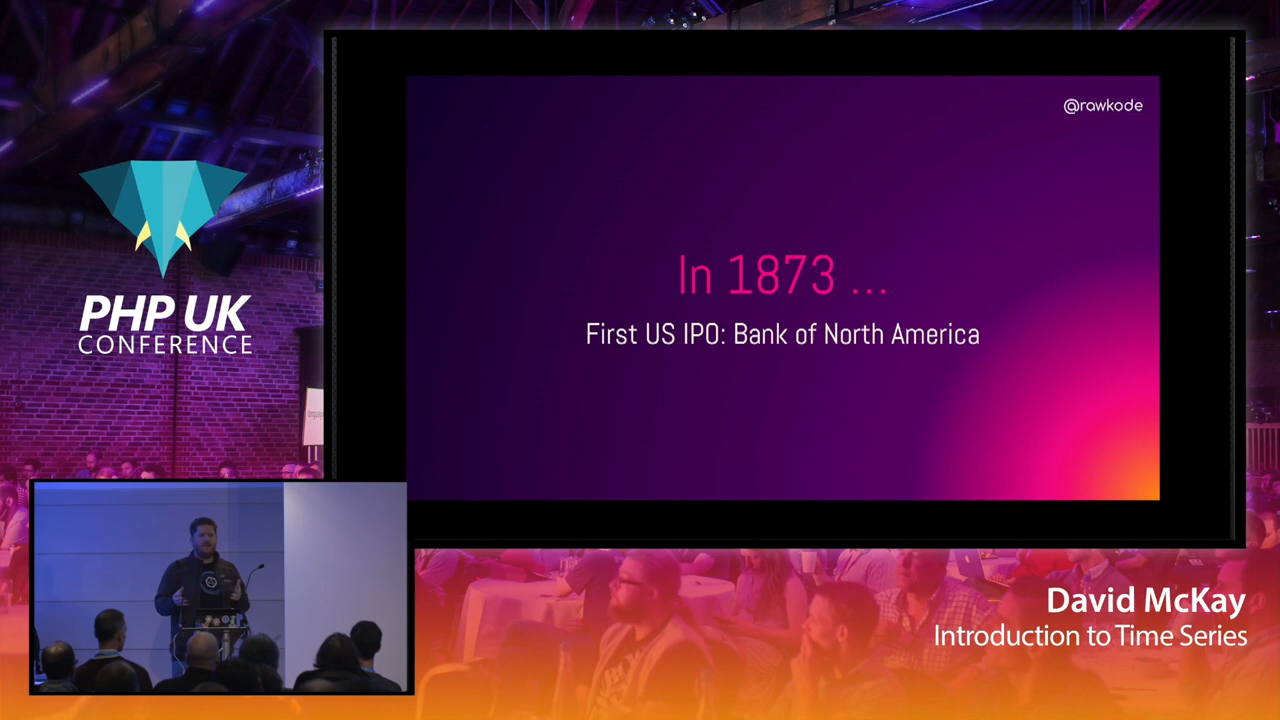 @rawkode
In 1873 ...
First US IPO: Bank of North America
PHP UK
CONFERENCE
David McKay
Introduction to Time Series